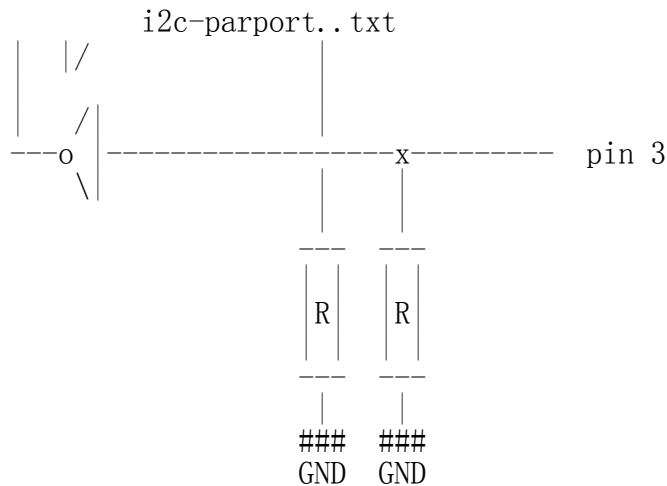 i2c-parport..txt
| |/ |
| |
| / |
---o | ------------------x--------- pin 3
\| | |
| |
--- ---
| | | |
|R| |R|
| | | |
--- ---
| |
### ###
GND GND